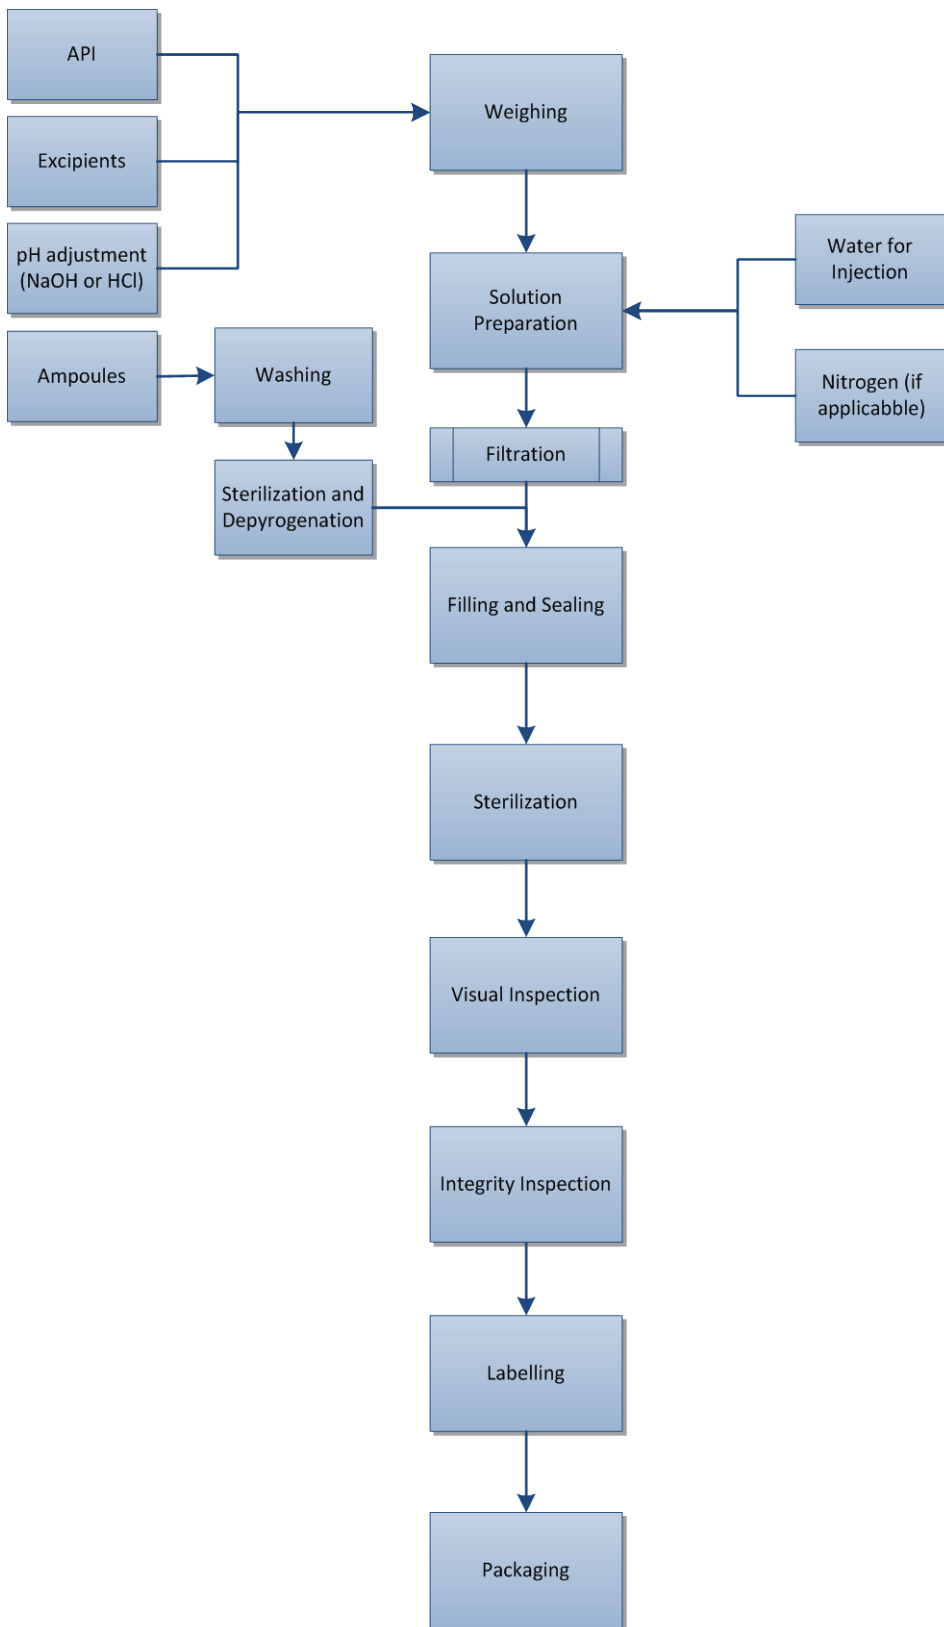 API
Weighing
Excipients
pH adjustment
(NaOH or HCl)
Water for
Injection
Solution
Preparation
Ampoules
Washing
Nitrogen (if
applicabble)
Filtration
Sterilization and
Depyrogenation
Filling and Sealing
Sterilization
Visual Inspection
Integrity Inspection
Labelling
Packaging